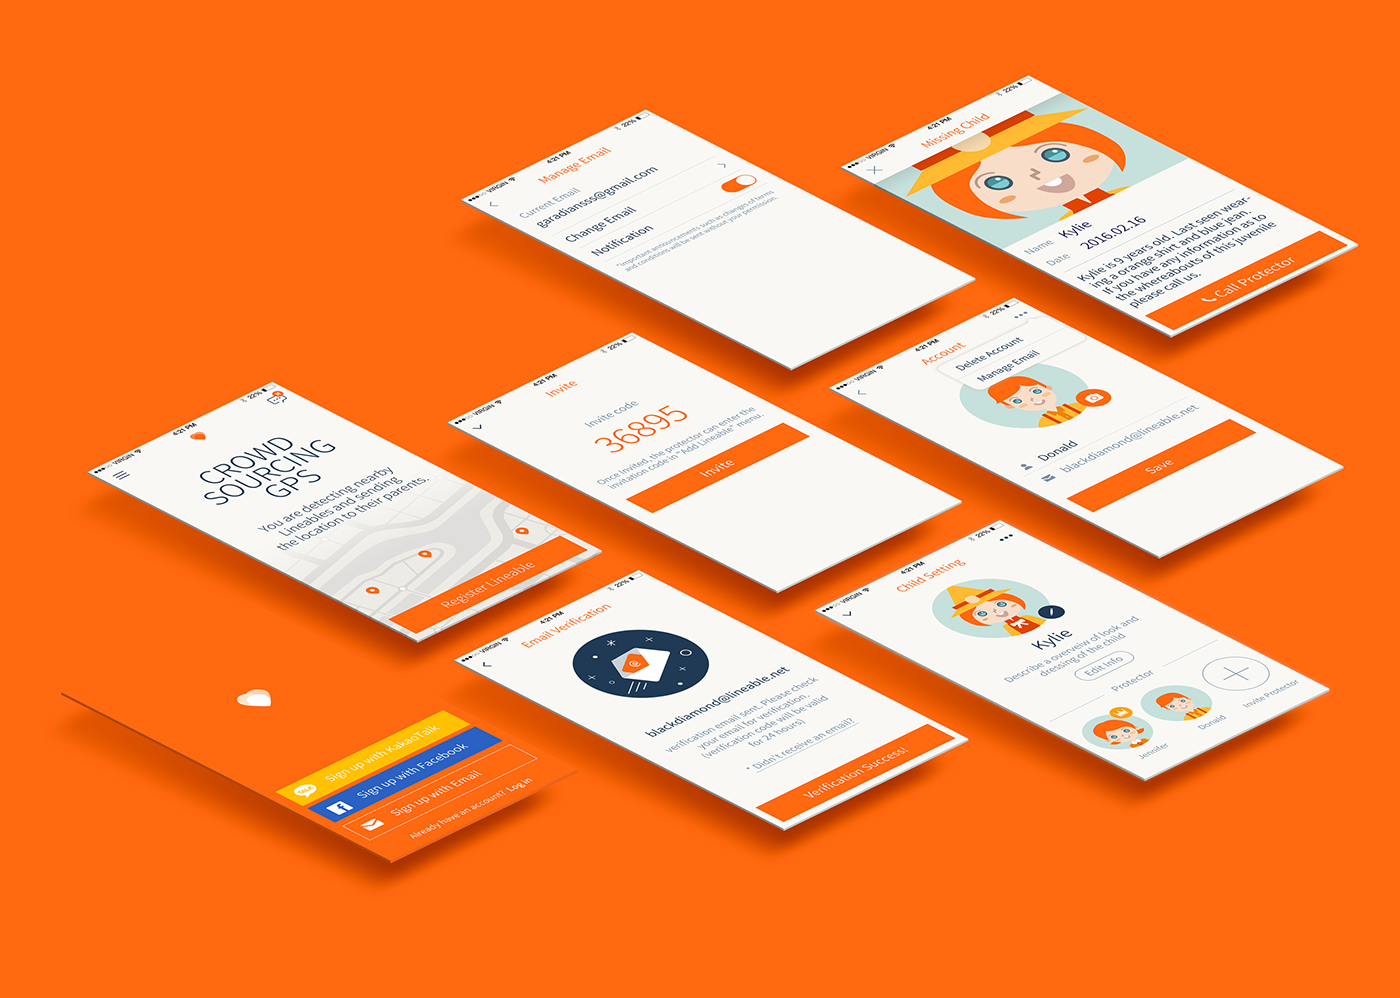 VIRGIN 4:21 PM 22%
CROWD
SOURCING
GPS
You are detecting nearby
Lineables and sending
the location to their parents.
Register Lineable
Sign up with KakaoTalk
TALK
Sign up with Facebook
Sign up with Email
Already have an account? Log in
VIRGIN 4:21 PM 22%
Manage Email
Current Email
garadiansss@gmail.com
Change Email
Notification
*Important announcements such as changes of terms
and conditions will be sent without your permission.
VIRGIN 4:21 PM 22%
Invite
Invite code
36895
Once invited, the protector can enter the
invitation code in "Add Lineable" menu.
Invite
VIRGIN 4:21 PM 22%
Email Verification
blackdiamond@lineable.net
verification email sent. Please check
your email for verification.
(verification code will be valid
for 24 hours)
* Didn't receive an email?
Verification Success!
VIRGIN 4:21 PM 22%
Missing Child
Name Kylie
Date 2016.02.16
Kylie is 9 years old. Last seen wear-
ing a orange shirt and blue jean.
If you have any information as to
the whereabouts of this juvenile
please call us.
Call Protector
VIRGIN 4:21 PM 22%
Account
Delete Account
Manage Email
Donald
blackdiamond@lineable.net
Save
VIRGIN 4:21 PM 22%
Child Setting
Kylie
Describe a overveiw of look and
dressing of the child
Edit Info
Protector
Jennifer
Donald
Invite Protector